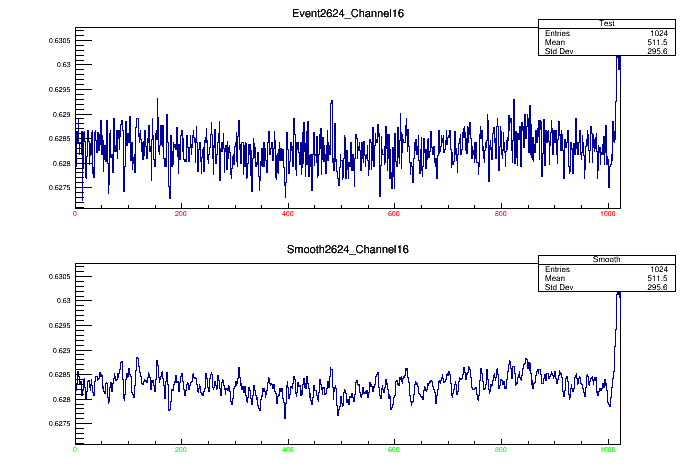 Event2624_Channel16
Test
Entries 1024
Mean 511.5
Std Dev 295.6
0.6305
0.63
0.6295
0.629
0.6285
0.628
0.6275
0 200 400 600 800 1000
Smooth2624_Channel16
Smooth
Entries 1024
Mean 511.5
Std Dev 295.6
0.6305
0.63
0.6295
0.629
0.6285
0.628
0.6275
0 200 400 600 800 1000